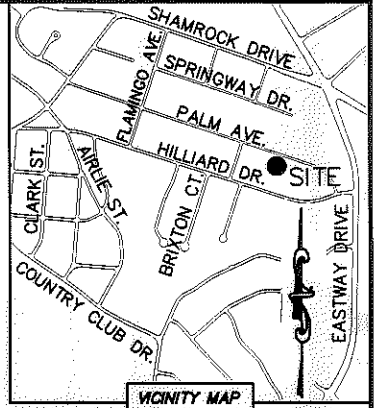 SHAMROCK DRIVE
FLAMINGO AVE.
SPRINGWAY DR.
PALM AVE.
HILLIARD DR.
SITE
CLARK ST.
AIRLIE ST.
BRIXTON CT.
EASTWAY DRIVE
COUNTRY CLUB DR.
VICINITY MAP